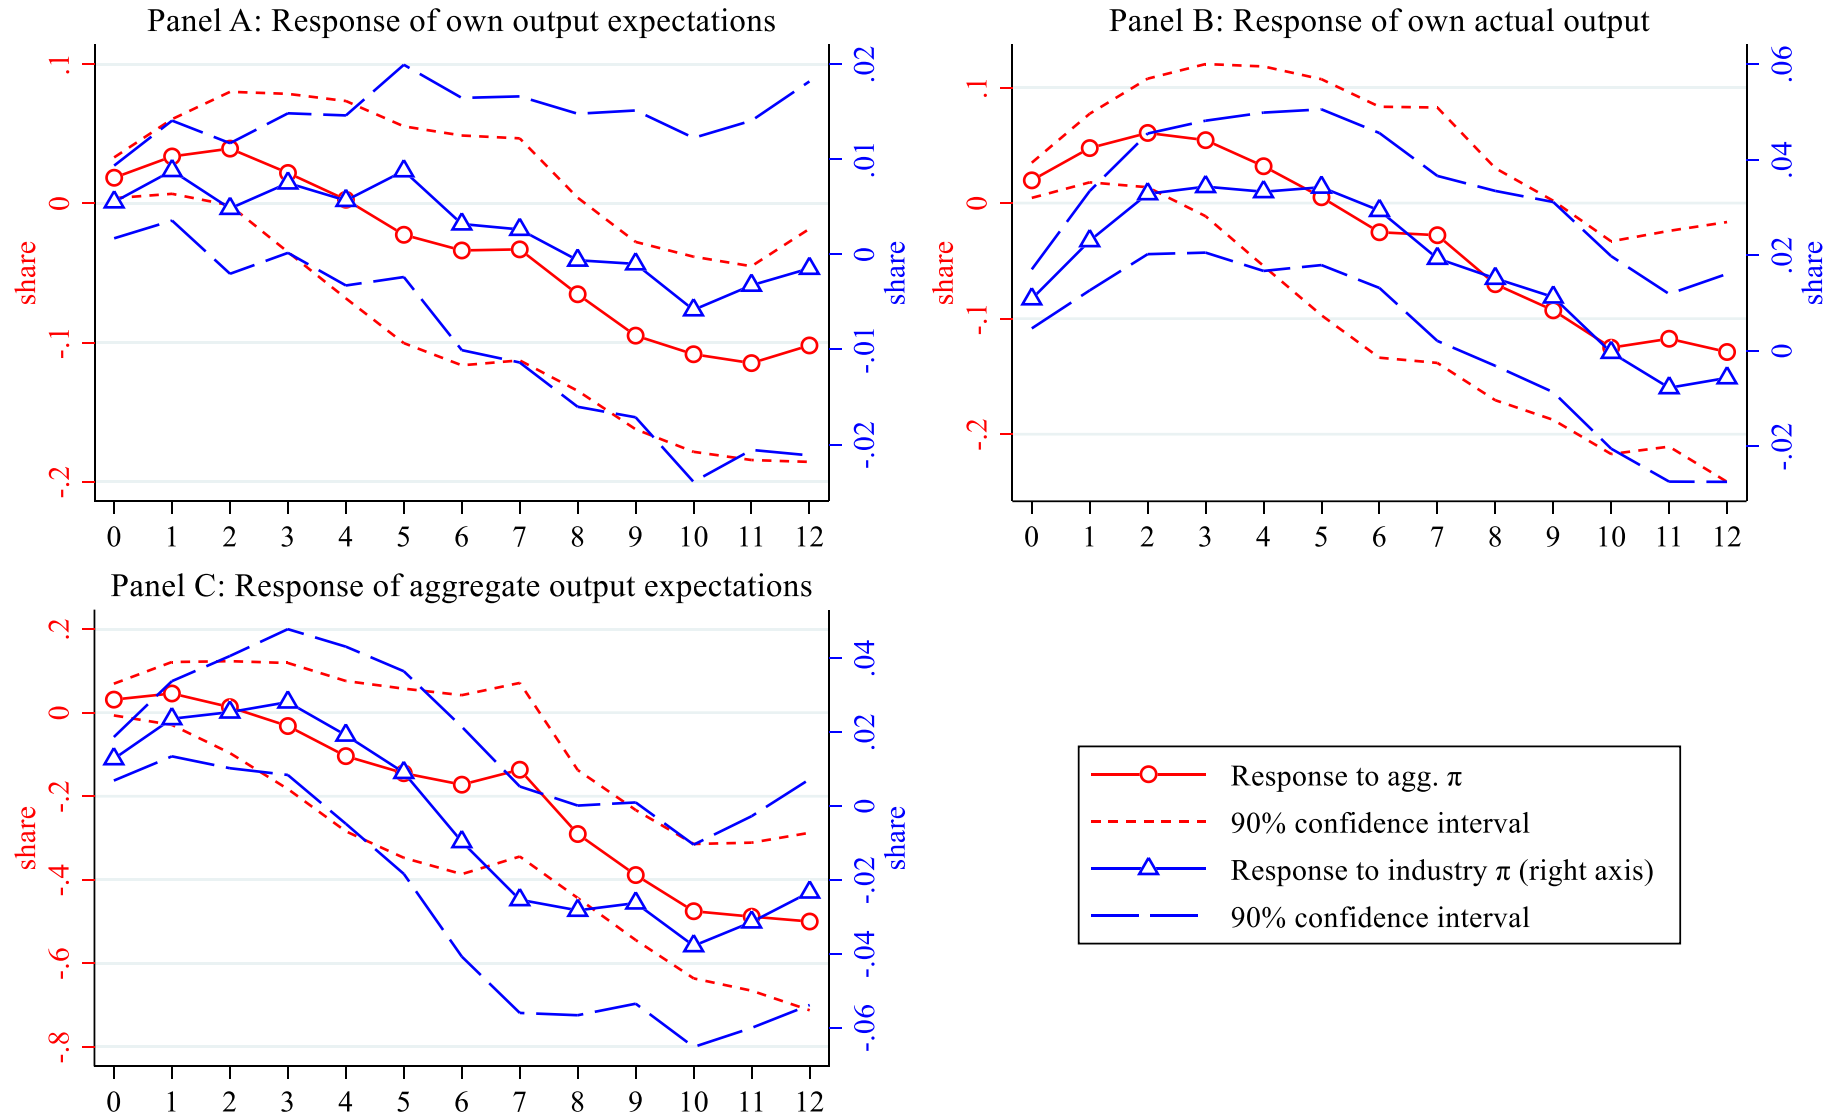 Panel A: Response of own output expectations
.1
0
-.1
-.2
share
.02
.01
0
-.01
-.02
share
0 1 2 3 4 5 6 7 8 9 10 11 12
Panel B: Response of own actual output
.1
0
-.1
-.2
share
.06
.04
.02
0
-.02
share
0 1 2 3 4 5 6 7 8 9 10 11 12
Panel C: Response of aggregate output expectations
.2
0
-.2
-.4
-.6
-.8
share
.04
.02
0
-.02
-.04
-.06
share
0 1 2 3 4 5 6 7 8 9 10 11 12
Response to agg. π
90% confidence interval
Response to industry π (right axis)
90% confidence interval